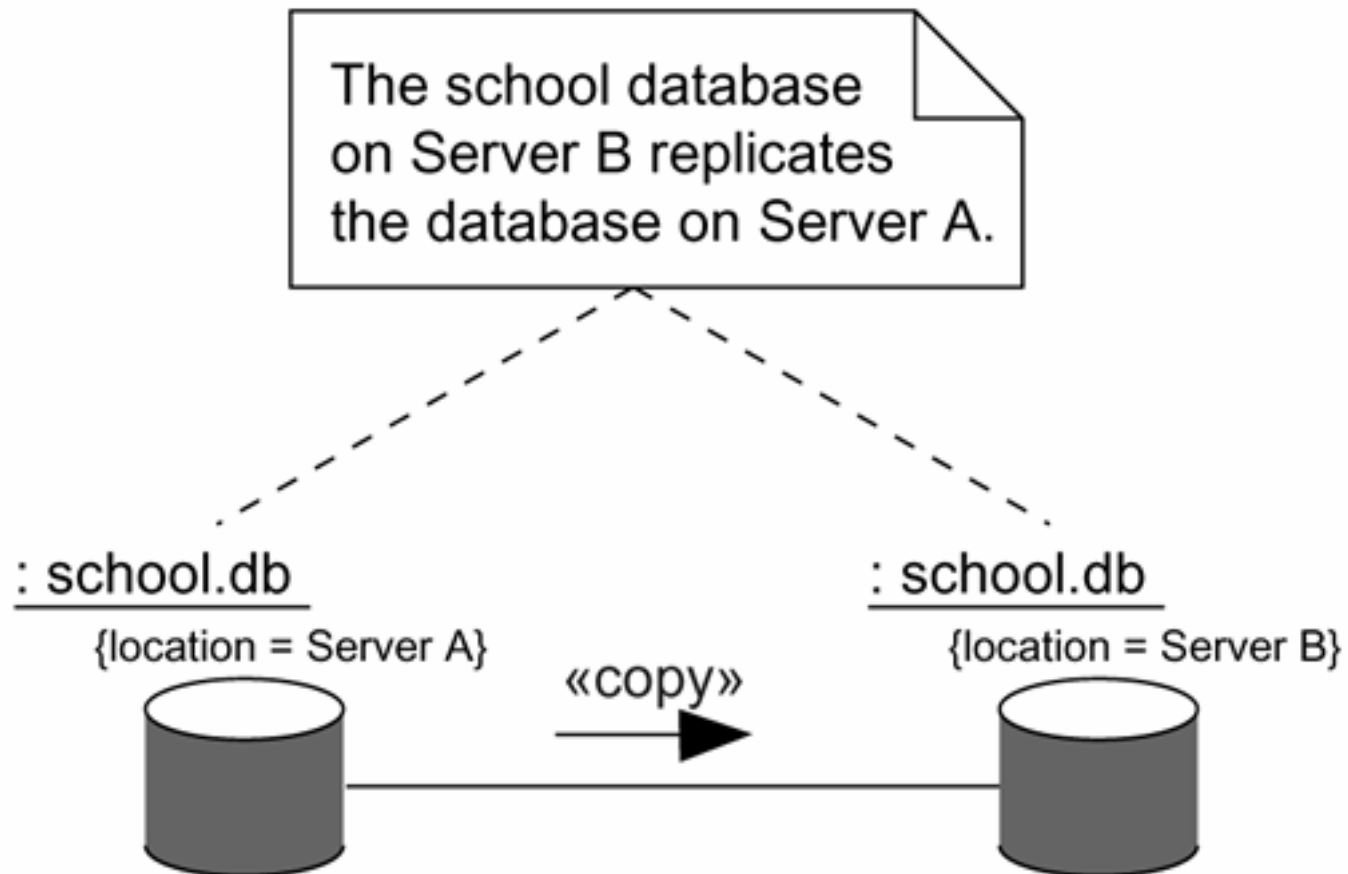 The school database
on Server B replicates
the database on Server A.
: school.db
{location = Server A}
: school.db
{location = Server B}
«copy»